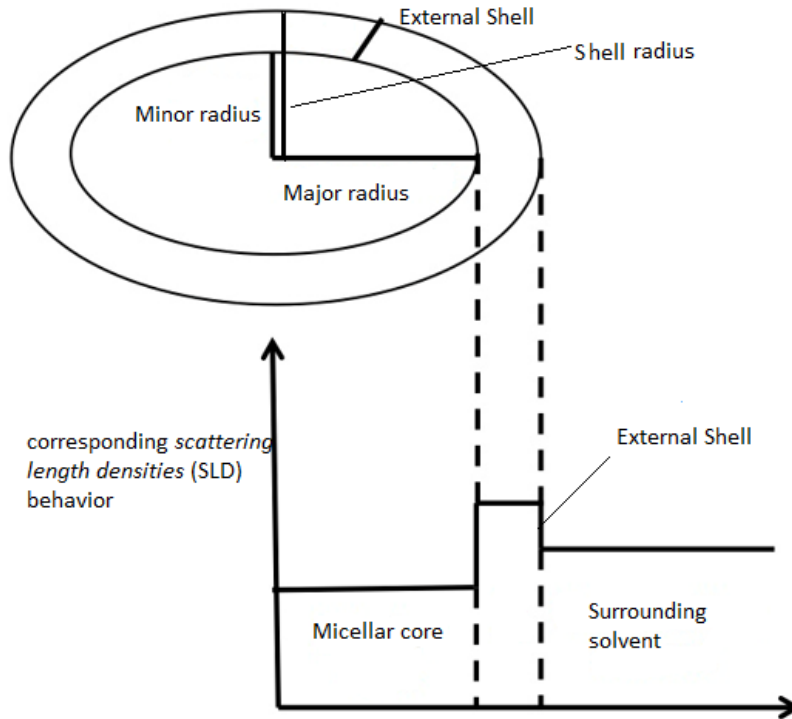 External Shell
Shell radius
Minor radius
Major radius
corresponding scattering
length densities (SLD)
behavior
External Shell
Micellar core
Surrounding
solvent